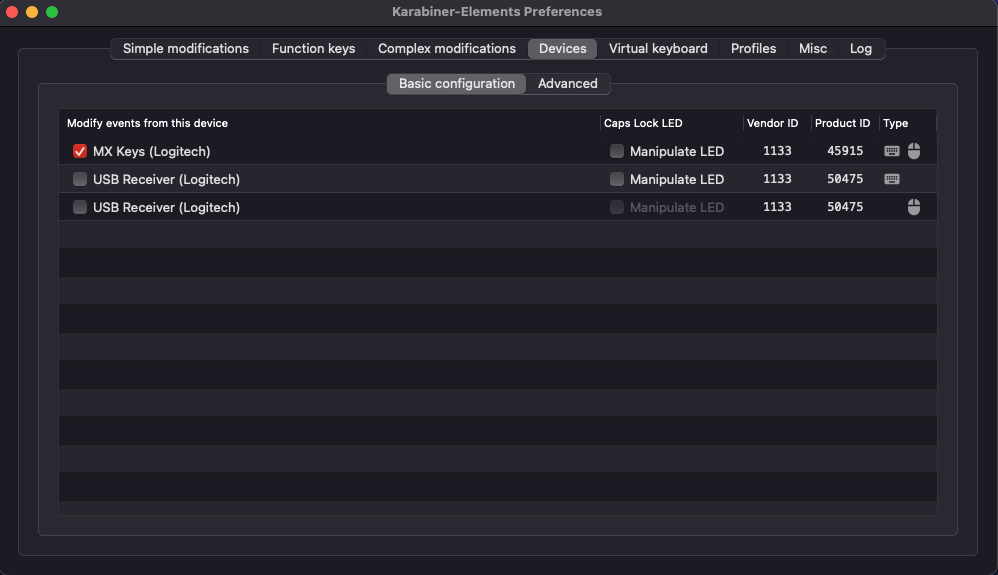 Karabiner-Elements Preferences
Simple modifications Function keys Complex modifications Devices Virtual keyboard Profiles Misc Log
Basic configuration Advanced
Modify events from this device Caps Lock LED Vendor ID Product ID Type
MX Keys (Logitech) Manipulate LED 1133 45915
USB Receiver (Logitech) Manipulate LED 1133 50475
USB Receiver (Logitech) Manipulate LED 1133 50475